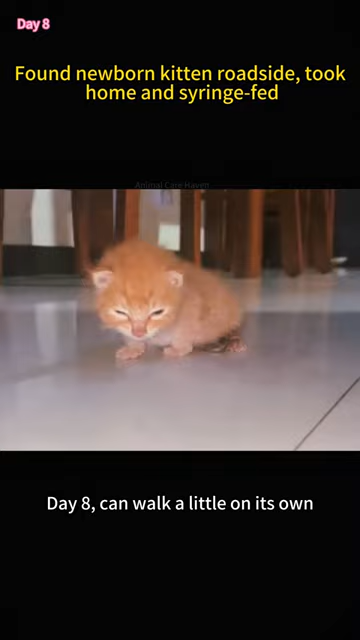 Day 8
Found newborn kitten roadside, took
home and syringe-fed
Animal Care Haven
Day 8, can walk a little on its own